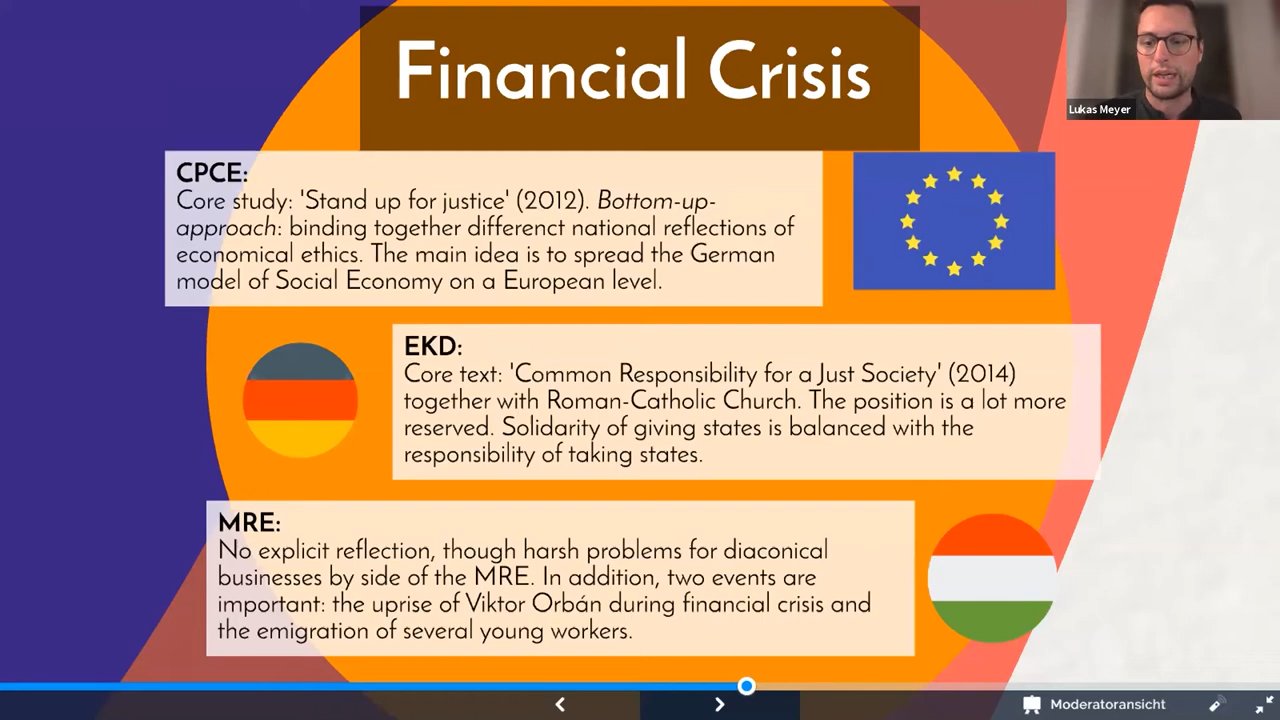 Financial Crisis
Lukas Meyer
CPCE:
Core study: 'Stand up for justice' (2012). Bottom-up-
approach: binding together differenct national reflections of
economical ethics. The main idea is to spread the German
model of Social Economy on a European level.
EKD:
Core text: 'Common Responsibility for a Just Society' (2014)
together with Roman-Catholic Church. The position is a lot more
reserved. Solidarity of giving states is balanced with the
responsibility of taking states.
MRE:
No explicit reflection, though harsh problems for diaconical
businesses by side of the MRE. In addition, two events are
important: the uprise of Viktor Orbán during financial crisis and
the emigration of several young workers.
Moderatoransicht